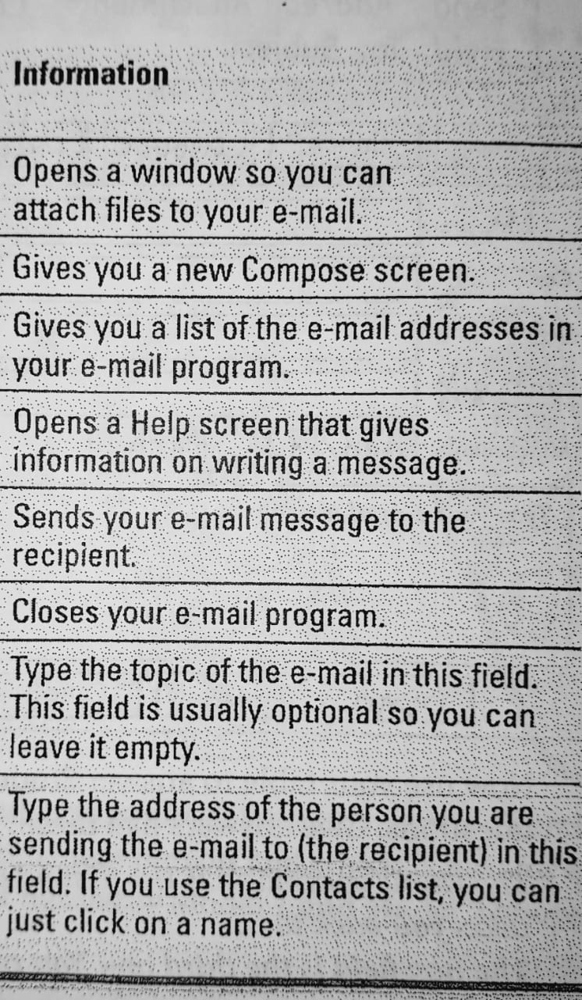 Information
Opens a window so you can
attach files to your e-mail.
Gives you a new Compose screen.
Gives you a list of the e-mail addresses in
your e-mail program.
Opens a Help screen that gives
information on writing a message.
Sends your e-mail message to the
recipient.
Closes your e-mail program.
Type the topic of the e-mail in this field.
This field is usually optional so you can
leave it empty.
Type the address of the person you are
sending the e-mail to (the recipient) in this
field. If you use the Contacts list, you can
just click on a name.